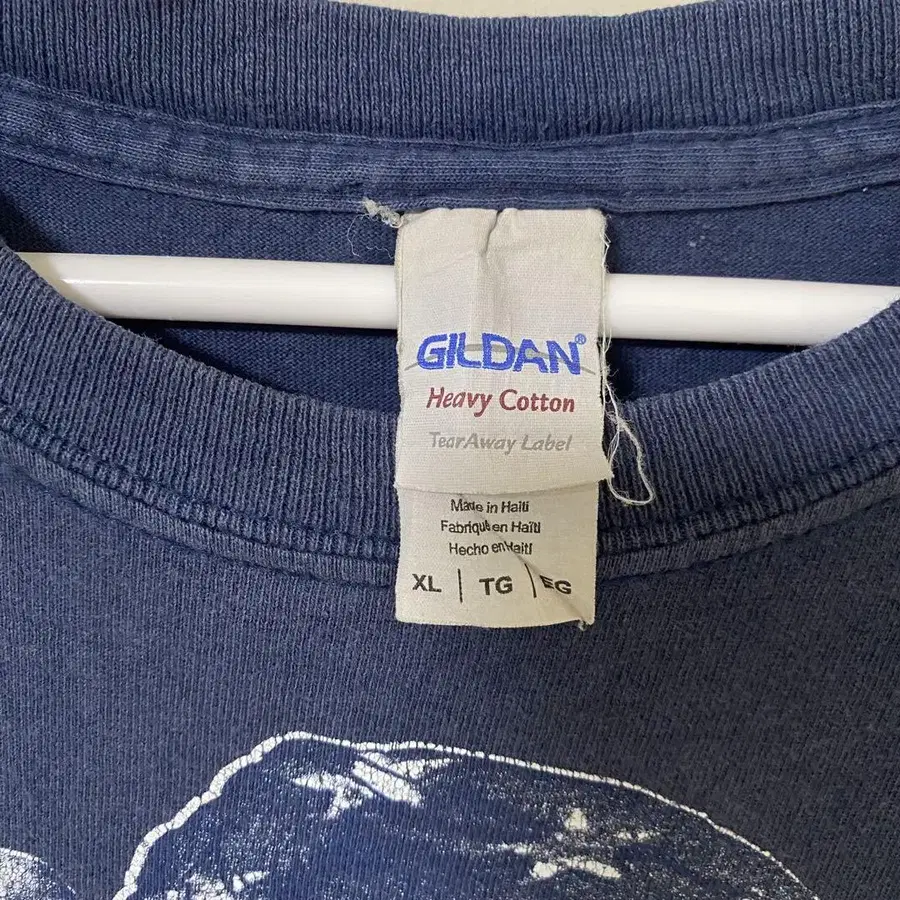 GILDAN®
Heavy Cotton
TearAway Label
Made in Haiti
Fabriqué en Haïti
Hecho en Haiti
XL | TG | EG